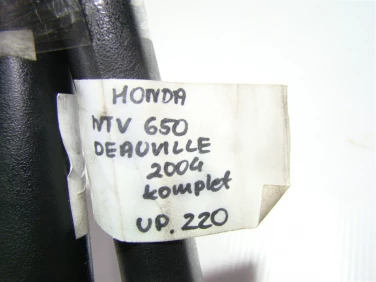 HONDA
NTV 650
DEAUVILLE
2004
komplet
UP. 220